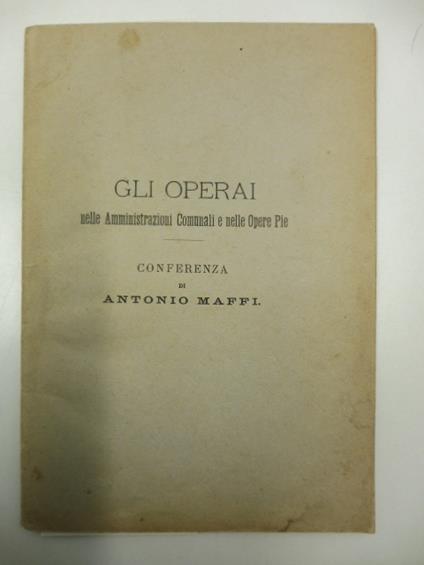 GLI OPERAI
nelle Amministrazioni Comunali e nelle Opere Pie
CONFERENZA
DI
ANTONIO MAFFI.